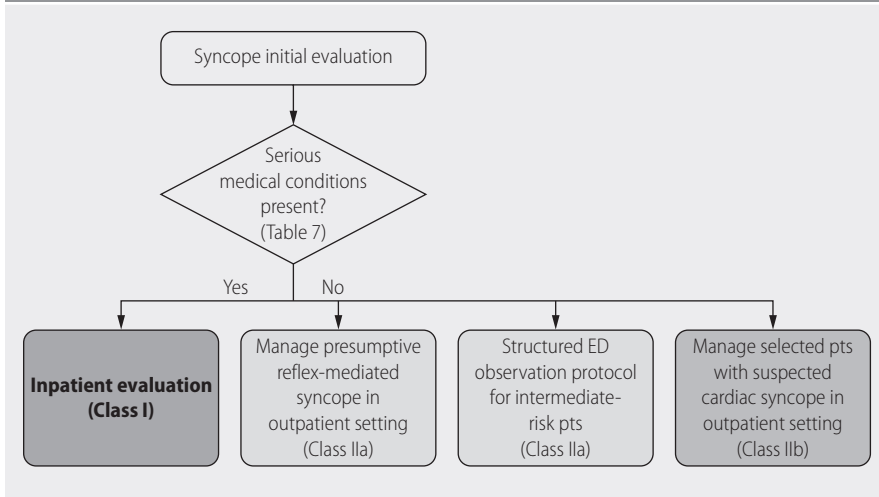 Syncope initial evaluation
Serious
medical conditions
present?
(Table 7)
Yes
No
Inpatient evaluation
(Class I)
Manage presumptive
reflex-mediated
syncope in
outpatient setting
(Class IIa)
Structured ED
observation protocol
for intermediate-
risk pts
(Class IIa)
Manage selected pts
with suspected
cardiac syncope in
outpatient setting
(Class IIb)